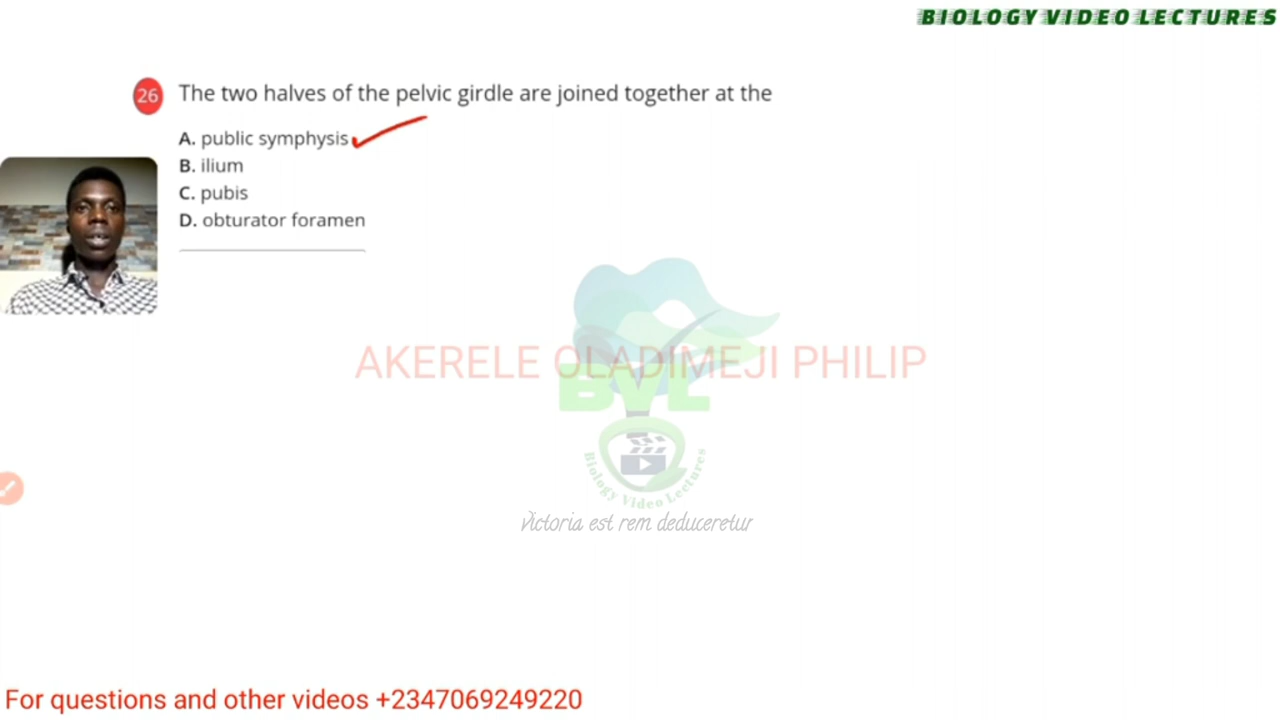 BIOLOGY VIDEO LECTURES
26 The two halves of the pelvic girdle are joined together at the
A. public symphysis
B. ilium
C. pubis
D. obturator foramen
AKERELE OLADIMEJI PHILIP
BVL
Biology Video Lectures
Victoria est rem deduceretur
For questions and other videos +2347069249220